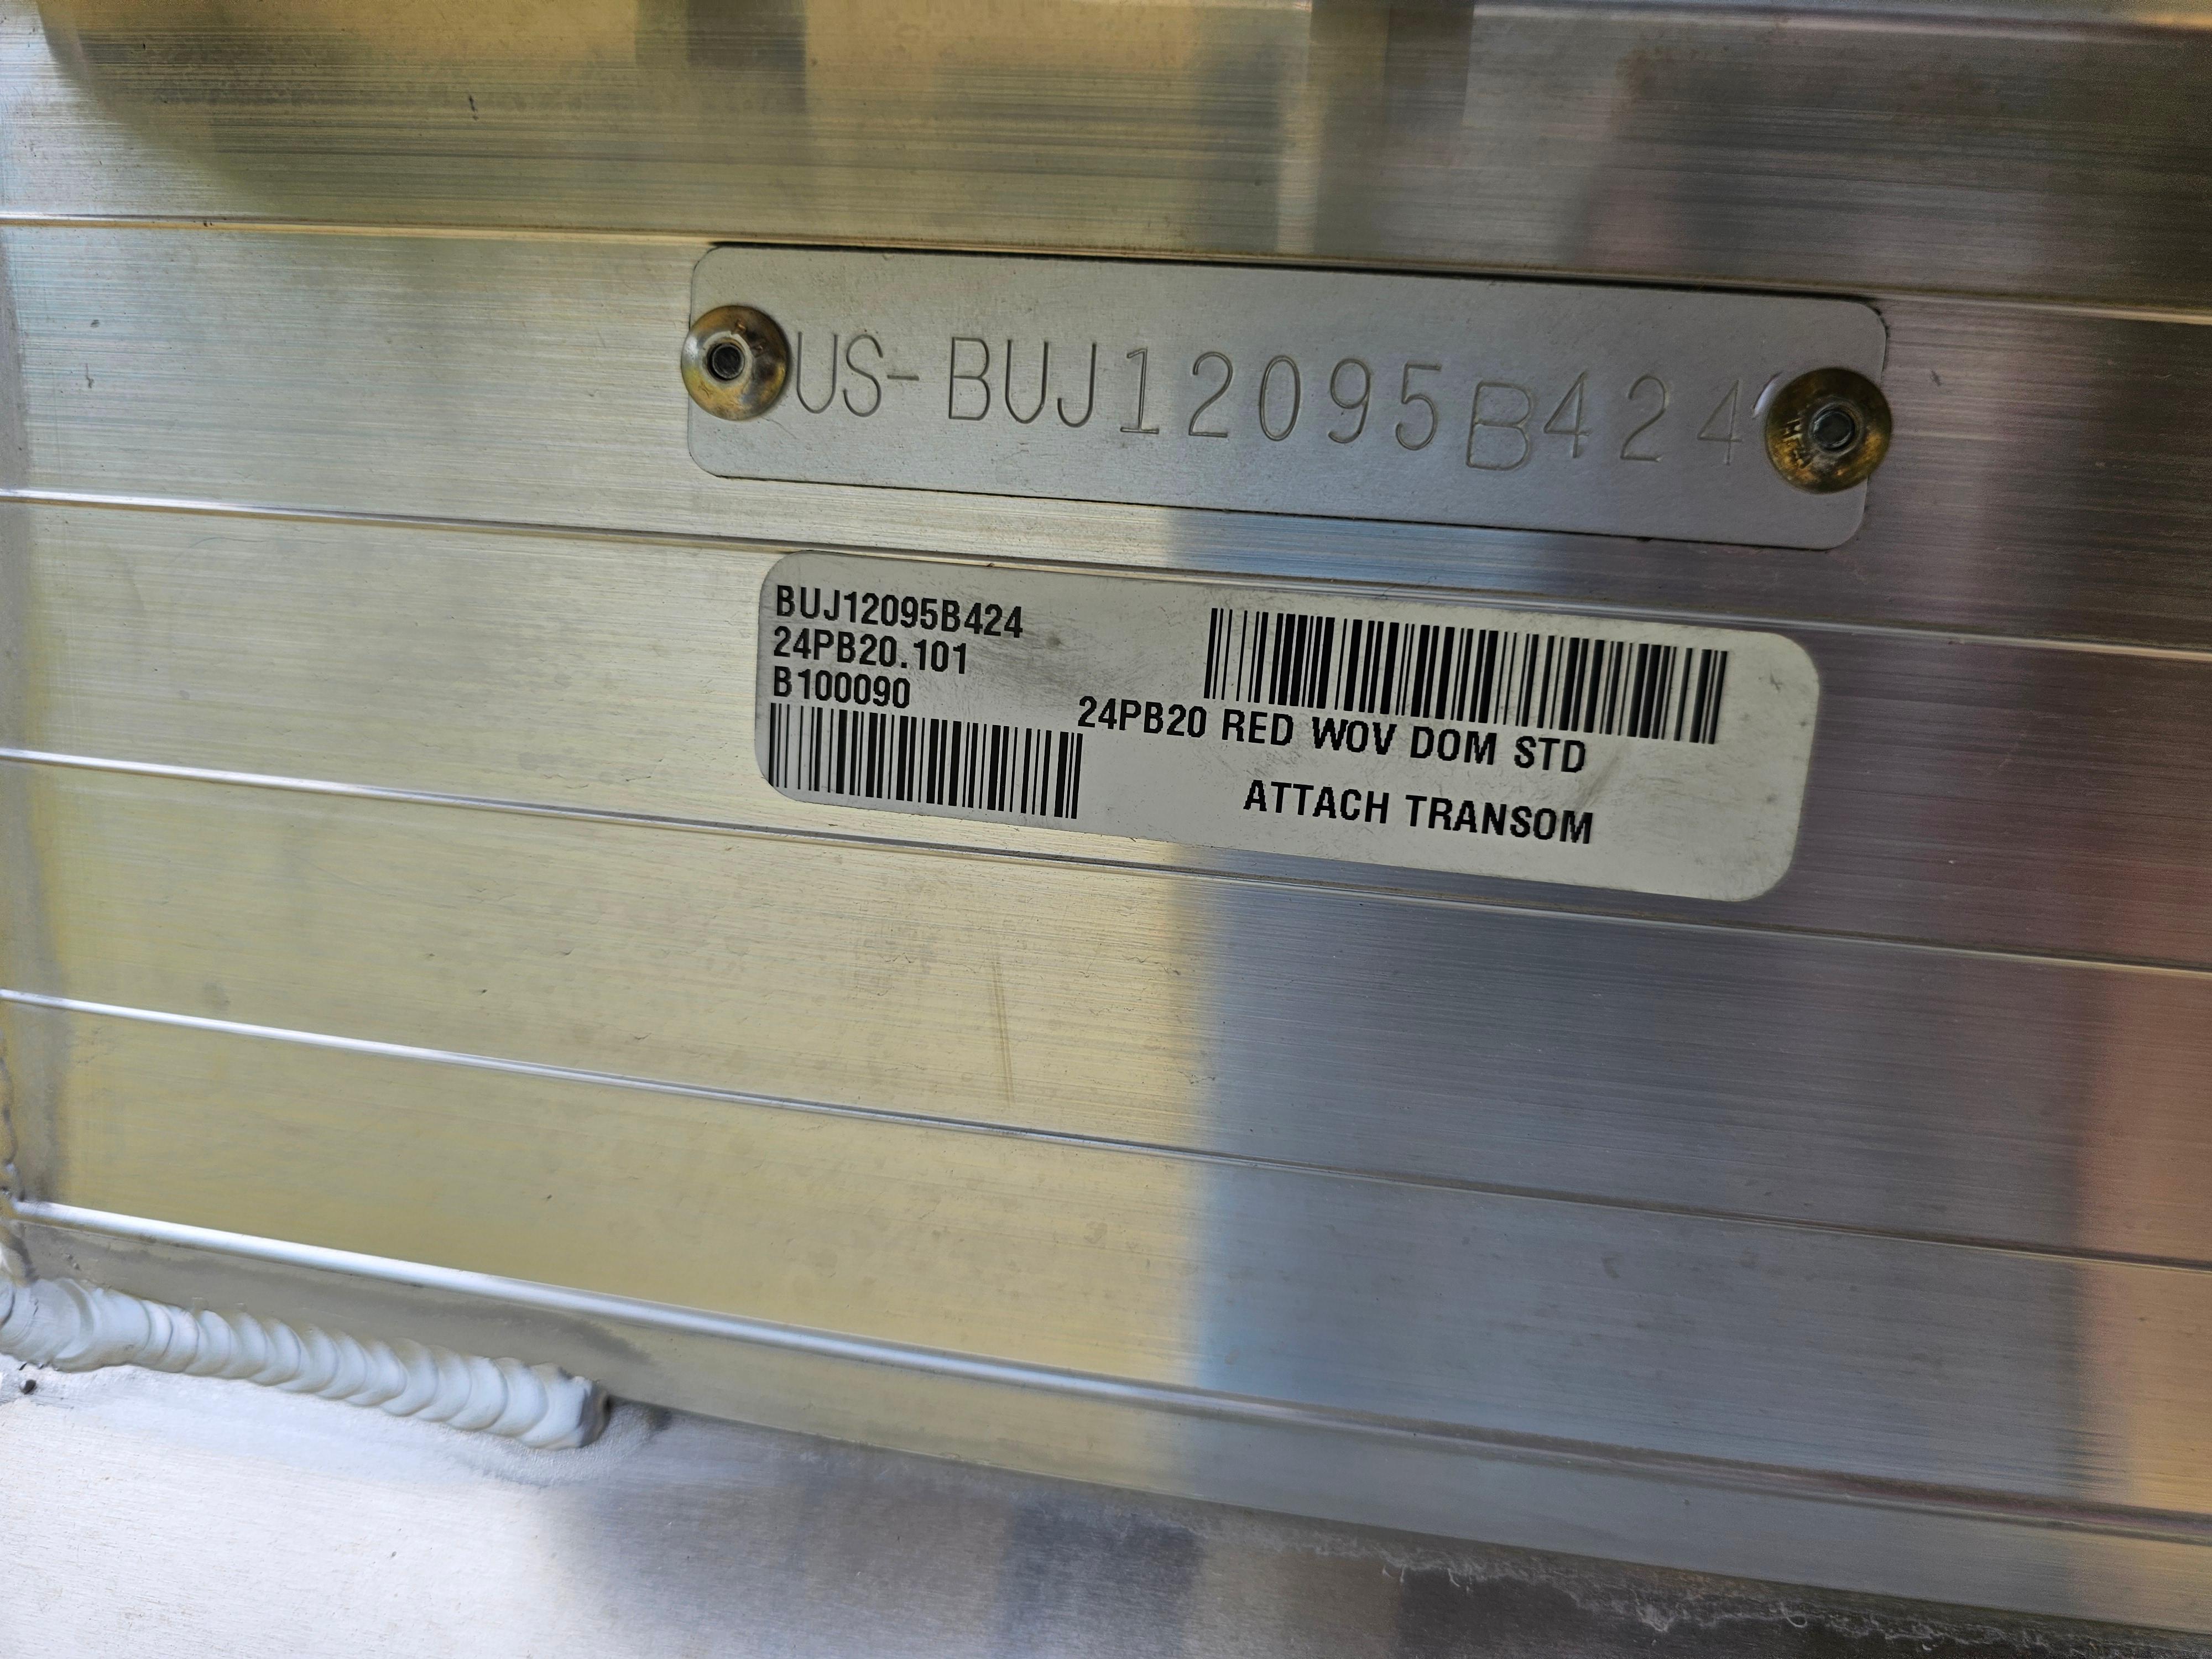 US-BUJ12095B424
BUJ12095B424
24PB20.101
B100090
24PB20 RED WOV DOM STD
ATTACH TRANSOM